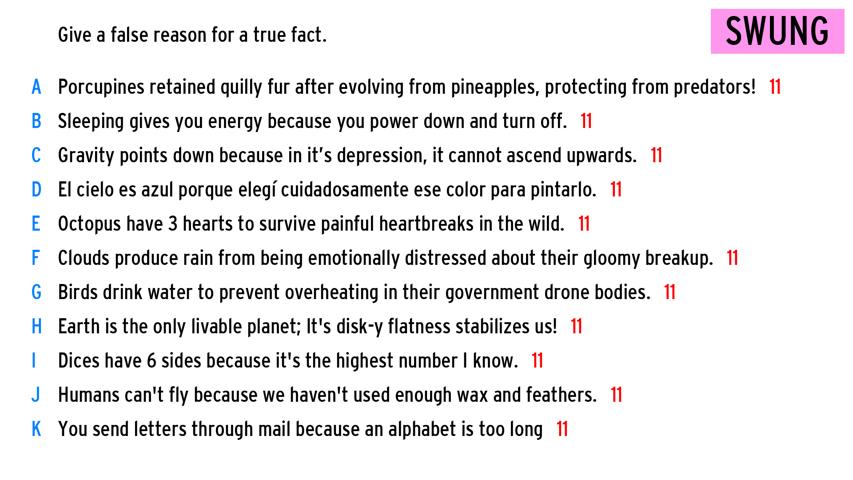 Give a false reason for a true fact.
SWUNG
A Porcupines retained quilly fur after evolving from pineapples, protecting from predators! 11
B Sleeping gives you energy because you power down and turn off. 11
C Gravity points down because in it's depression, it cannot ascend upwards. 11
D El cielo es azul porque elegí cuidadosamente ese color para pintarlo. 11
E Octopus have 3 hearts to survive painful heartbreaks in the wild. 11
F Clouds produce rain from being emotionally distressed about their gloomy breakup. 11
G Birds drink water to prevent overheating in their government drone bodies. 11
H Earth is the only livable planet; It's disk-y flatness stabilizes us! 11
I Dices have 6 sides because it's the highest number I know. 11
J Humans can't fly because we haven't used enough wax and feathers. 11
K You send letters through mail because an alphabet is too long 11